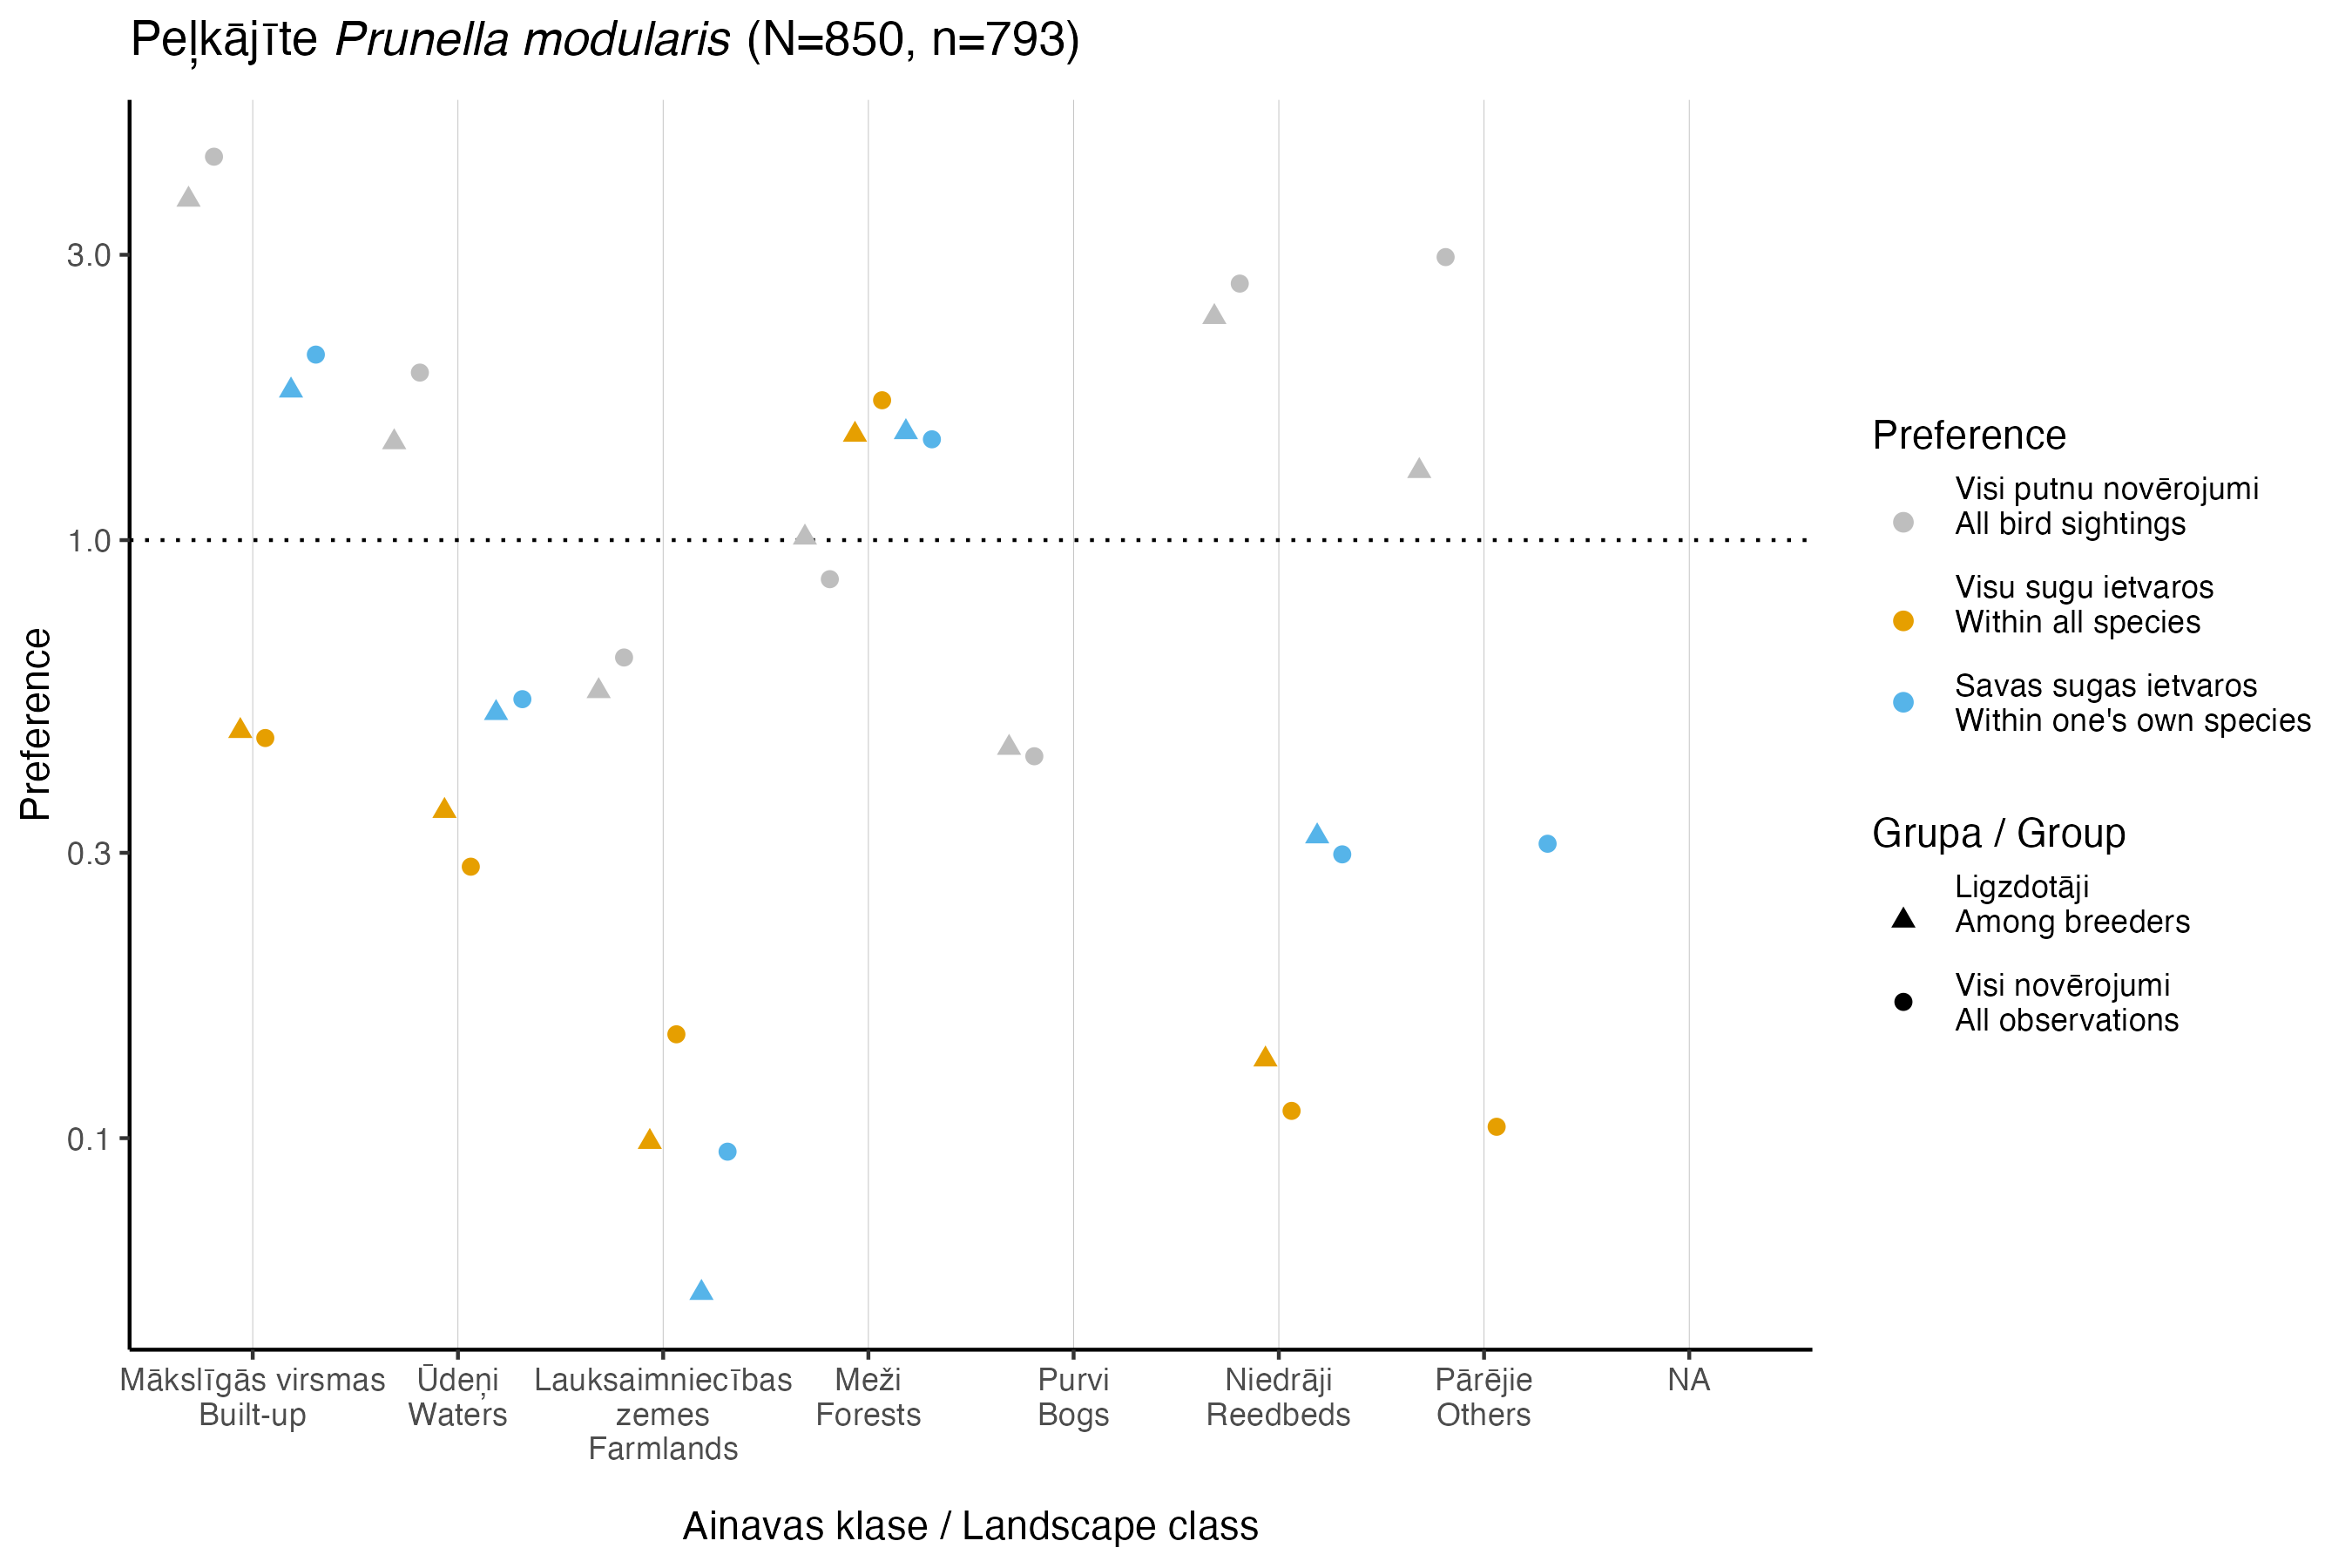 Peļkājīte Prunella modularis (N=850, n=793)
Preference
3.0
1.0
0.3
0.1
Mākslīgās virsmas
Built-up
Ūdeņi
Waters
Lauksaimniecības
zemes
Farmlands
Meži
Forests
Purvi
Bogs
Niedrāji
Reedbeds
Pārējie
Others
NA
Ainavas klase / Landscape class
Preference
Visi putnu novērojumi
All bird sightings
Visu sugu ietvaros
Within all species
Savas sugas ietvaros
Within one's own species
Grupa / Group
Ligzdotāji
Among breeders
Visi novērojumi
All observations